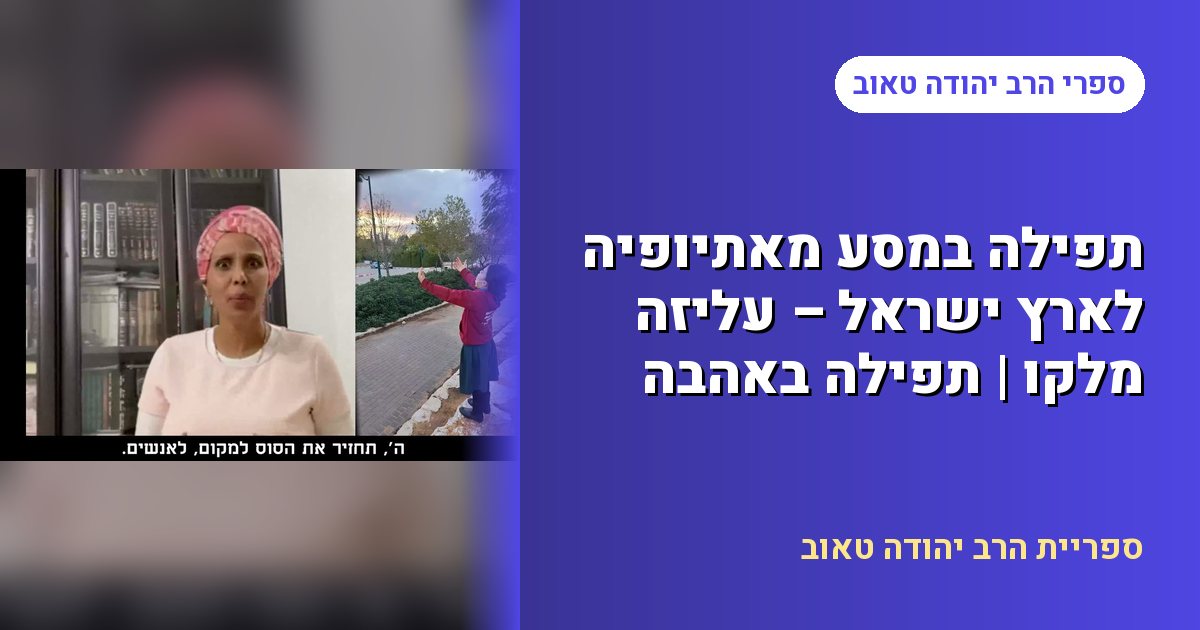 ספרי הרב יהודה טאוב
תפילה במסע מאתיופיה
לארץ ישראל – עליזה
מלקו | תפילה באהבה
ה', תחזיר את הסוס למקום, לאנשים.
ספריית הרב יהודה טאוב